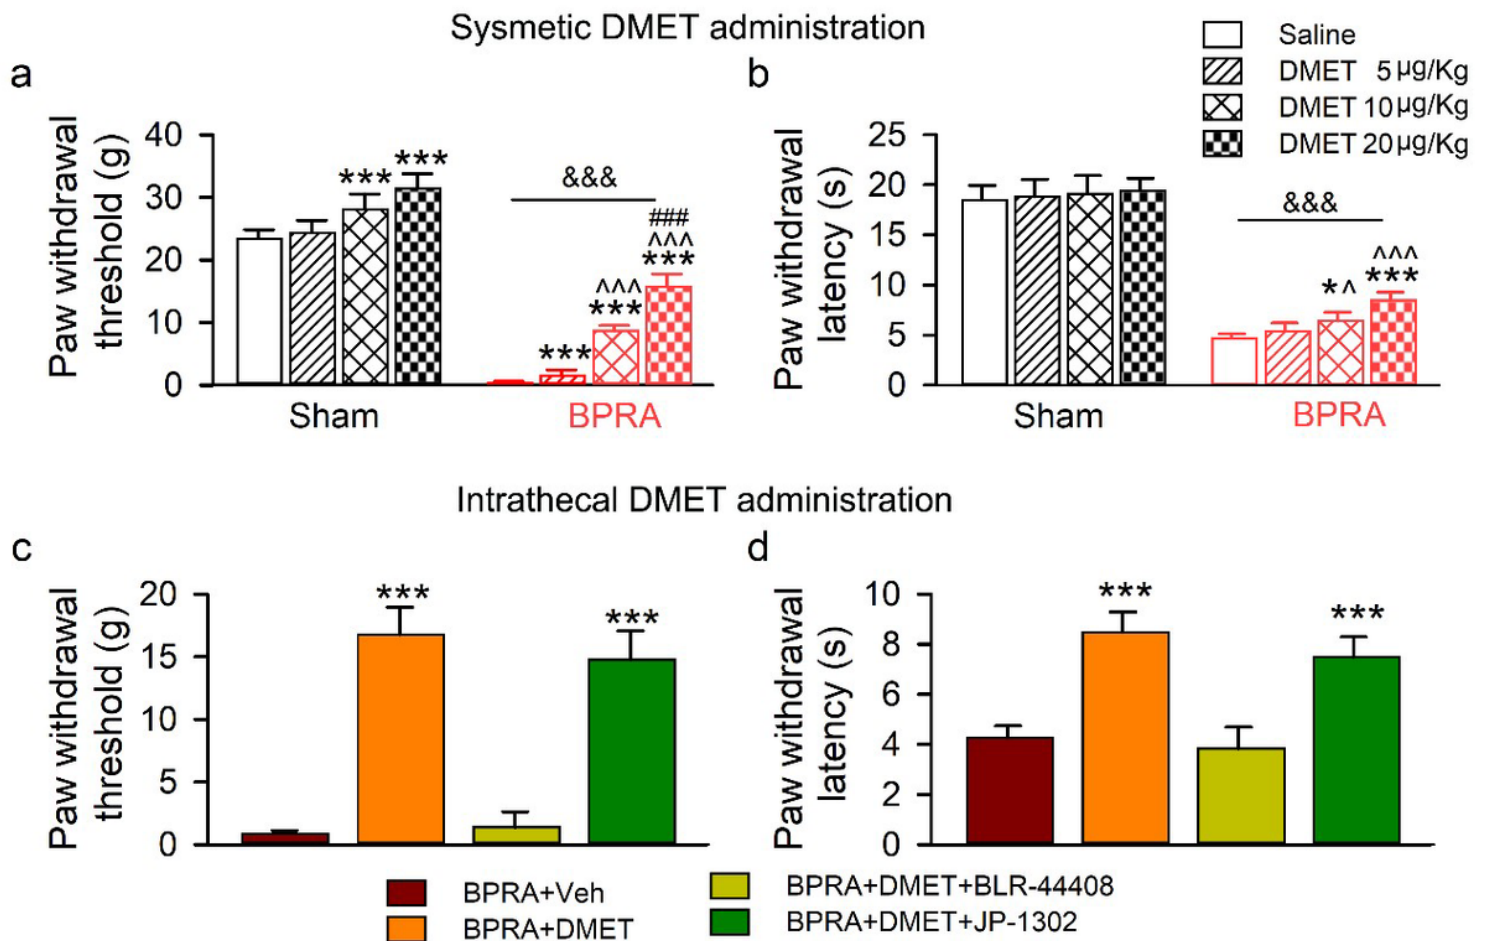 Sysmetic DMET administration
Saline
DMET 5 µg/Kg
DMET 10 µg/Kg
DMET 20 µg/Kg
a
Paw withdrawal
threshold (g)
40
30
20
10
0
***
***
&&&
***
^^^
***
###
^^^
***
Sham
BPRA
b
Paw withdrawal
latency (s)
25
20
15
10
5
0
&&&
*^
^^^
***
Sham
BPRA
Intrathecal DMET administration
c
Paw withdrawal
threshold (g)
20
15
10
5
0
***
***
d
Paw withdrawal
latency (s)
10
8
6
4
2
0
***
***
BPRA+Veh
BPRA+DMET
BPRA+DMET+BLR-44408
BPRA+DMET+JP-1302